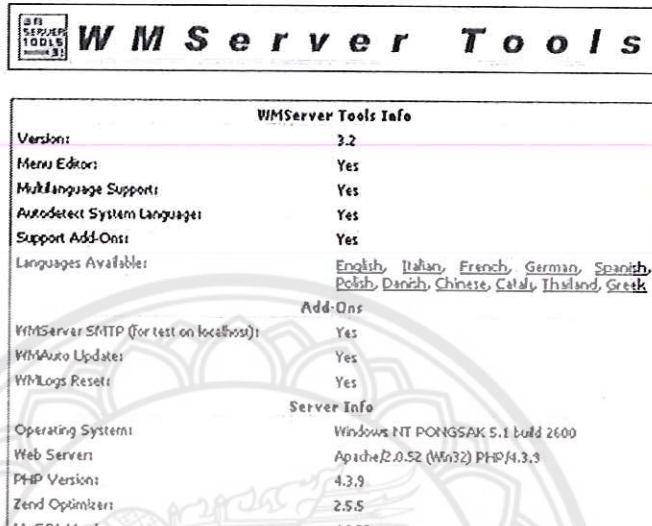 SERVER
TOOLS
WMServer Tools
WMServer Tools Info
Version: 3.2
Menu Editor: Yes
Multilanguage Support: Yes
Autodetect System Language: Yes
Support Add-Ons: Yes
Languages Available: English, Italian, French, German, Spanish,
Polish, Danish, Chinese, Catalý, Thailand, Greek
Add-Ons
WMServer SMTP (for test on localhost): Yes
WMAuto Update: Yes
WMLogs Reset: Yes
Server Info
Operating System: Windows NT PONGSAK 5.1 build 2600
Web Server: Apache/2.0.52 (Win32) PHP/4.3.9
PHP Version: 4.3.9
Zend Optimizer: 2.5.5